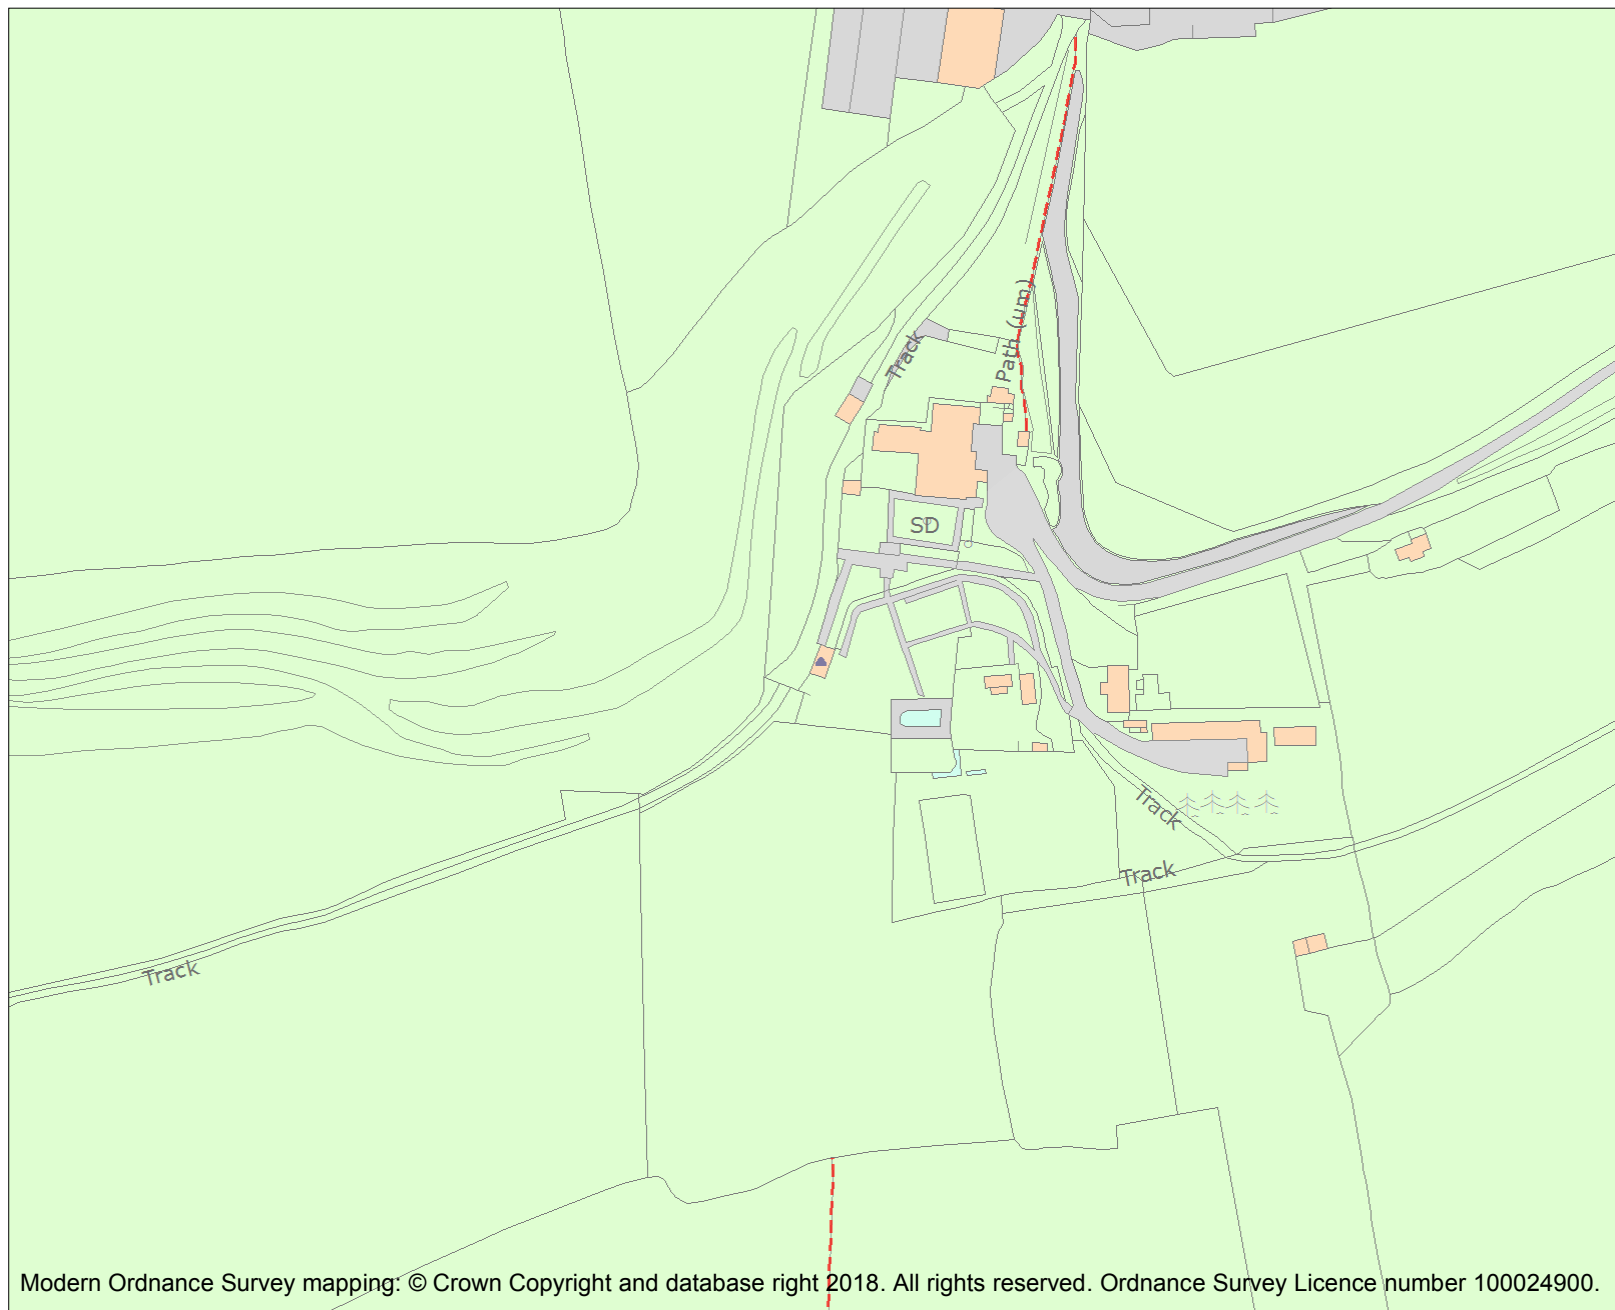 Path (um)
Track
SD
Track
Track
Track
Modern Ordnance Survey mapping: © Crown Copyright and database right 2018. All rights reserved. Ordnance Survey Licence number 100024900.